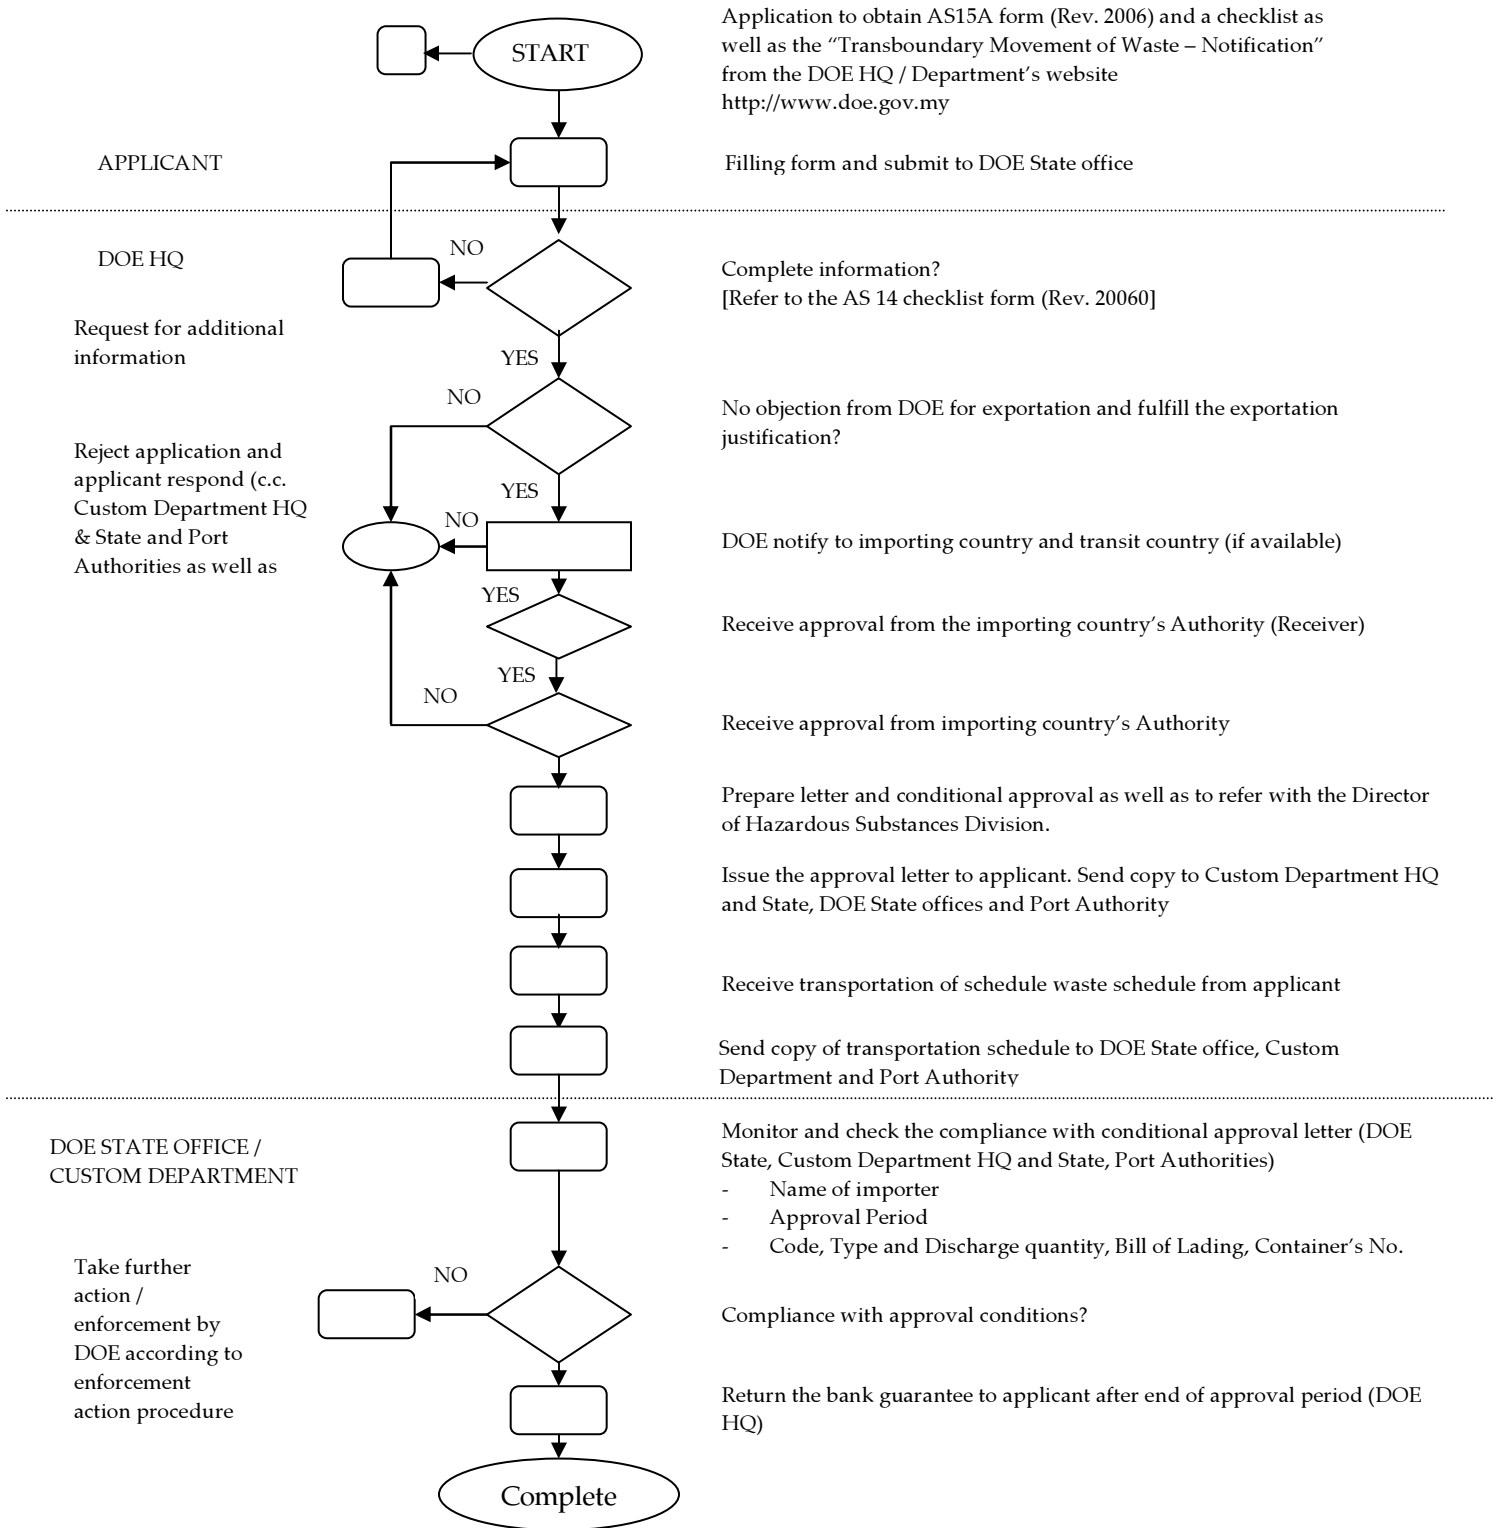 START
Application to obtain AS15A form (Rev. 2006) and a checklist as
well as the “Transboundary Movement of Waste – Notification”
from the DOE HQ / Department’s website
http://www.doe.gov.my
APPLICANT
Filling form and submit to DOE State office
DOE HQ
NO
Complete information?
[Refer to the AS 14 checklist form (Rev. 20060]
Request for additional
information
YES
NO
No objection from DOE for exportation and fulfill the exportation
justification?
Reject application and
applicant respond (c.c.
Custom Department HQ
& State and Port
Authorities as well as
YES
NO
DOE notify to importing country and transit country (if available)
YES
Receive approval from the importing country’s Authority (Receiver)
YES
NO
Receive approval from importing country’s Authority
Prepare letter and conditional approval as well as to refer with the Director
of Hazardous Substances Division.
Issue the approval letter to applicant. Send copy to Custom Department HQ
and State, DOE State offices and Port Authority
Receive transportation of schedule waste schedule from applicant
Send copy of transportation schedule to DOE State office, Custom
Department and Port Authority
DOE STATE OFFICE /
CUSTOM DEPARTMENT
Monitor and check the compliance with conditional approval letter (DOE
State, Custom Department HQ and State, Port Authorities)
- Name of importer
- Approval Period
- Code, Type and Discharge quantity, Bill of Lading, Container’s No.
Take further
action /
enforcement by
DOE according to
enforcement
action procedure
NO
Compliance with approval conditions?
Return the bank guarantee to applicant after end of approval period (DOE
HQ)
Complete